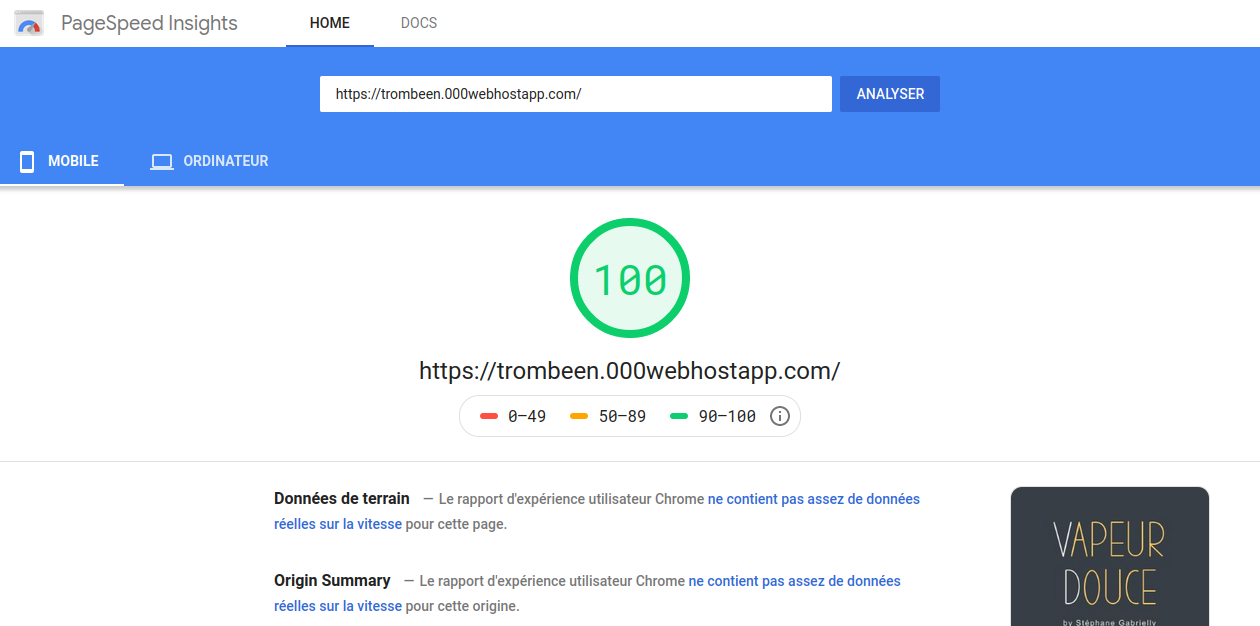 PageSpeed Insights HOME DOCS
https://trombeen.000webhostapp.com/ ANALYSER
MOBILE ORDINATEUR
100
https://trombeen.000webhostapp.com/
0–49 50–89 90–100
Données de terrain — Le rapport d'expérience utilisateur Chrome ne contient pas assez de données
réelles sur la vitesse pour cette page.
Origin Summary — Le rapport d'expérience utilisateur Chrome ne contient pas assez de données
réelles sur la vitesse pour cette origine.
VAPEUR
DOUCE
by Stéphane Gabrielly